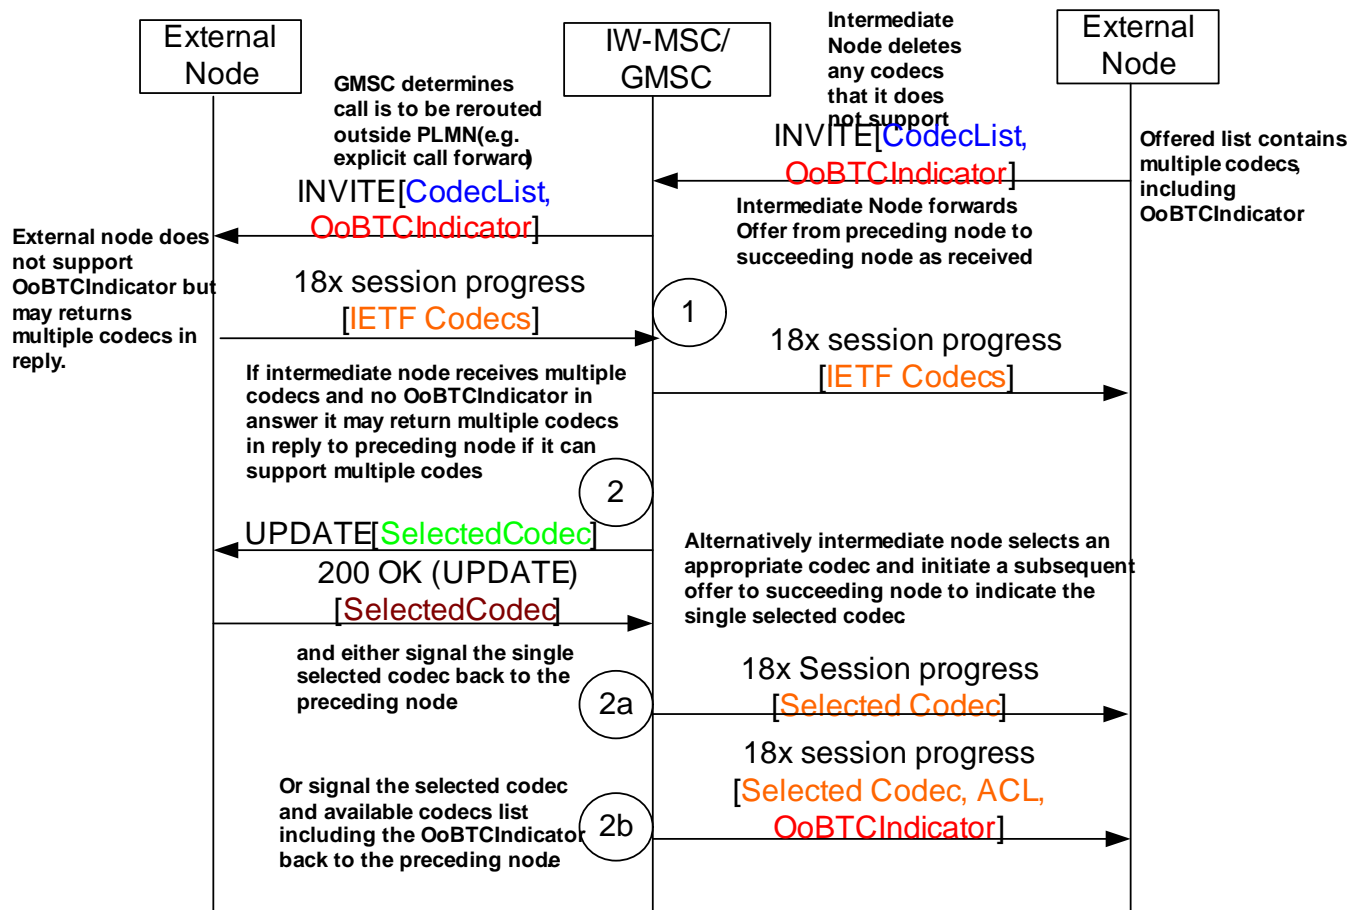 External
Node
IW-MSC/
GMSC
External
Node
Intermediate
Node deletes
any codecs
that it does
not support
GMSC determines
call is to be rerouted
outside PLMN(e.g.
explicit call forward)
INVITE[CodecList,
OoBTCIndicator]
Offered list contains
multiple codecs,
including
OoBTCIndicator
INVITE[CodecList,
OoBTCIndicator]
Intermediate Node forwards
Offer from preceding node to
succeeding node as received
External node does
not support
OoBTCIndicator but
may returns
multiple codecs in
reply.
18x session progress
[IETF Codecs]
1
18x session progress
[IETF Codecs]
If intermediate node receives multiple
codecs and no OoBTCIndicator in
answer it may return multiple codecs
in reply to preceding node if it can
support multiple codes
2
UPDATE[SelectedCodec]
200 OK (UPDATE)
[SelectedCodec]
Alternatively intermediate node selects an
appropriate codec and initiate a subsequent
offer to succeeding node to indicate the
single selected codec.
and either signal the single
selected codec back to the
preceding node
2a
18x Session progress
[Selected Codec]
Or signal the selected codec
and available codecs list
including the OoBTCIndicator
back to the preceding node.
2b
18x session progress
[Selected Codec, ACL,
OoBTCIndicator]